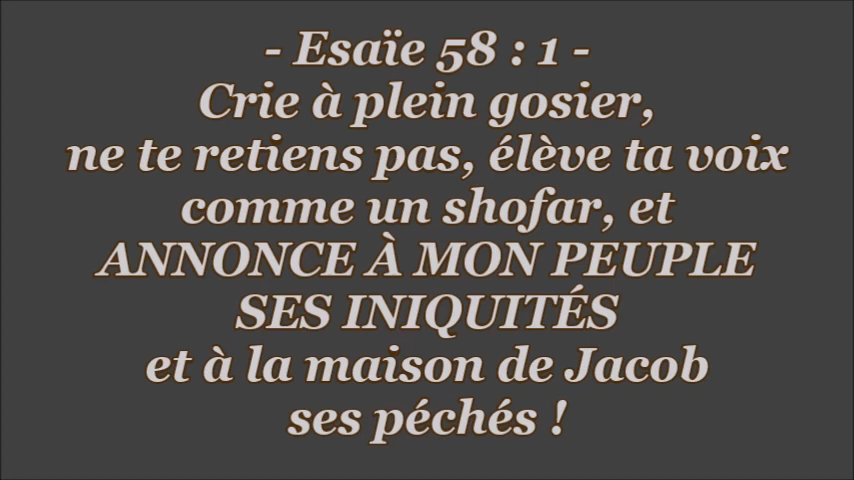 - Esaïe 58 : 1 -
Crie à plein gosier,
ne te retiens pas, élève ta voix
comme un shofar, et
ANNONCE À MON PEUPLE
SES INIQUITÉS
et à la maison de Jacob
ses péchés !